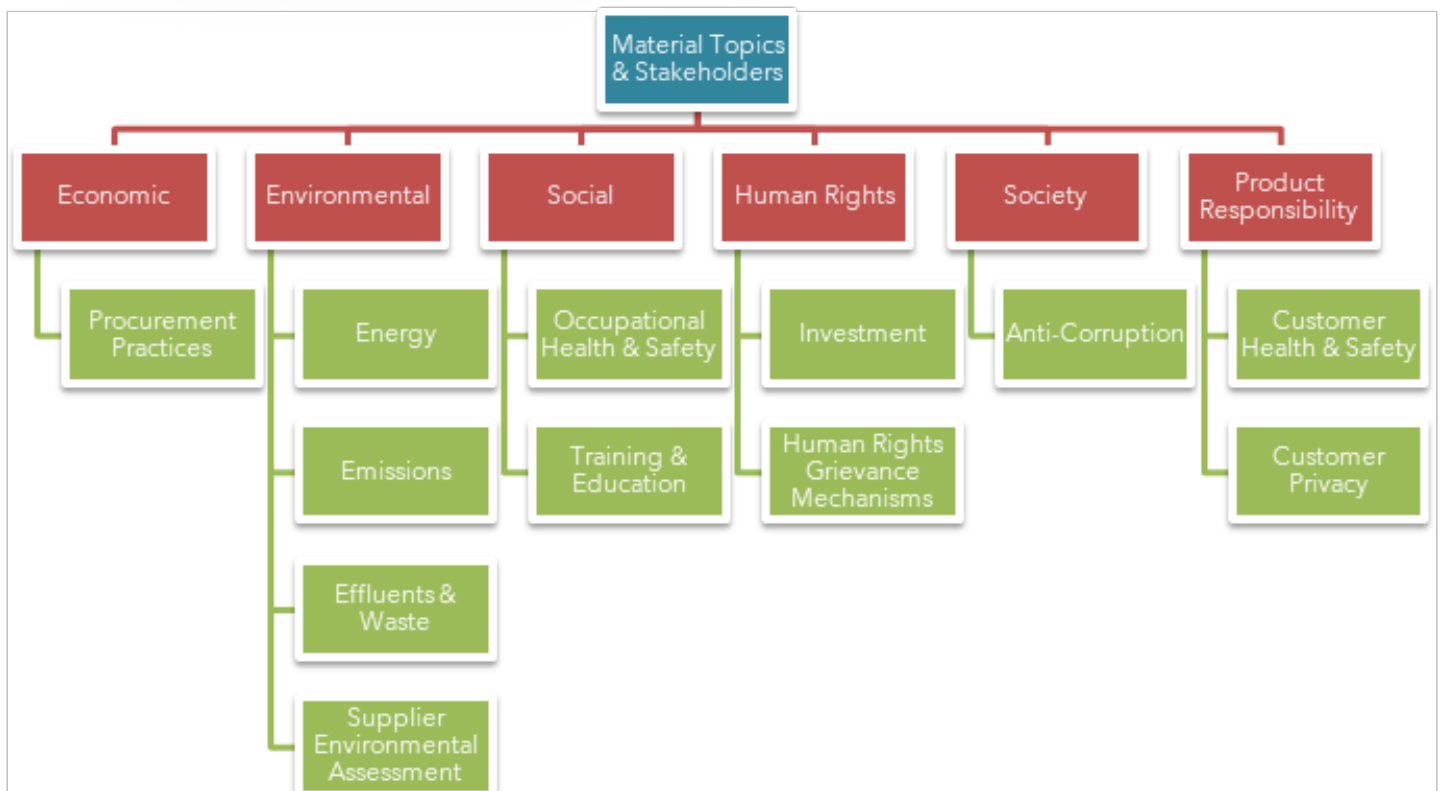 Material Topics
& Stakeholders
Economic
Environmental
Social
Human Rights
Society
Product
Responsibility
Procurement
Practices
Energy
Occupational
Health & Safety
Investment
Anti-Corruption
Customer
Health & Safety
Emissions
Training &
Education
Human Rights
Grievance
Mechanisms
Customer
Privacy
Effluents &
Waste
Supplier
Environmental
Assessment